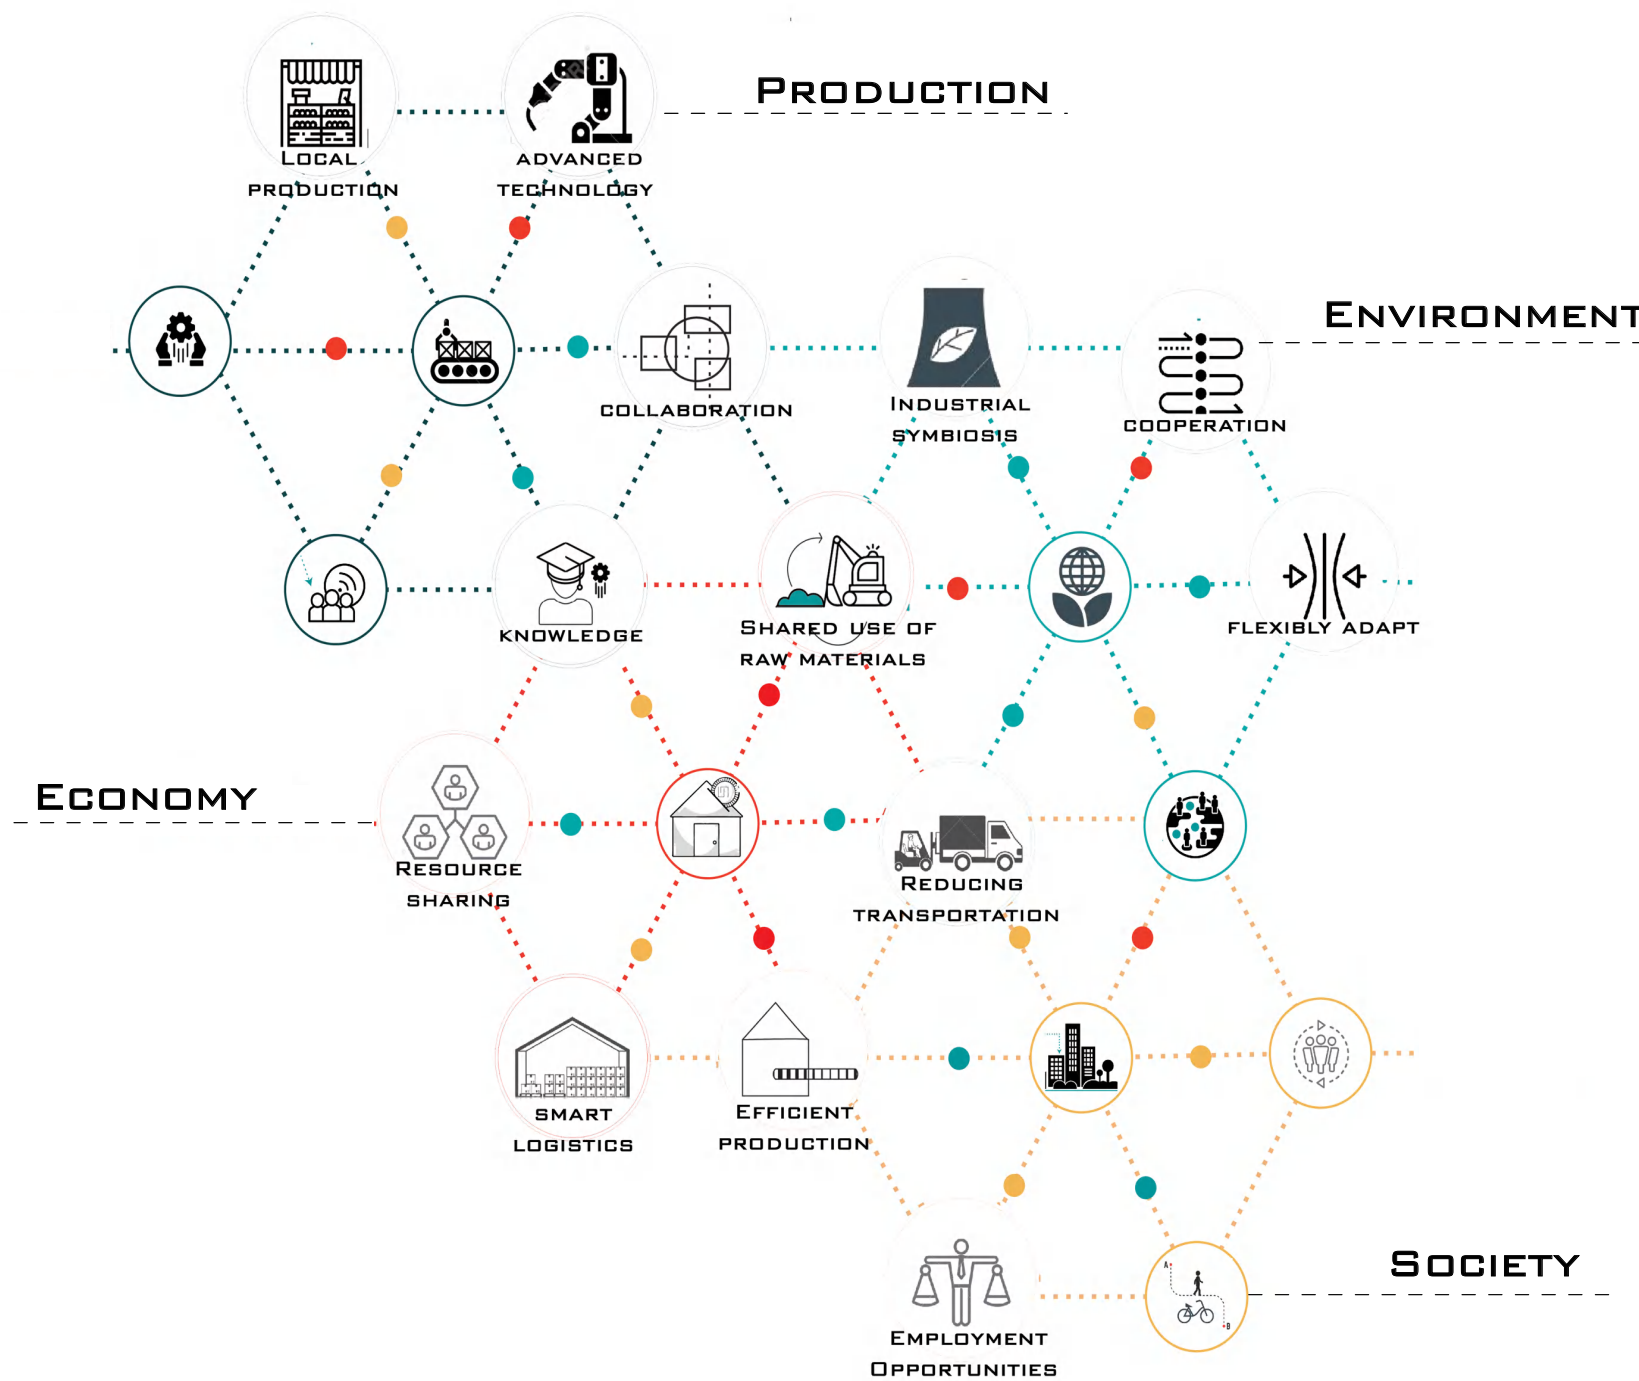 PRODUCTION
LOCAL
PRODUCTION
ADVANCED
TECHNOLOGY
ENVIRONMENT
COLLABORATION
INDUSTRIAL
SYMBIOSIS
COOPERATION
KNOWLEDGE
SHARED USE OF
RAW MATERIALS
FLEXIBLY ADAPT
ECONOMY
RESOURCE
SHARING
REDUCING
TRANSPORTATION
SMART
LOGISTICS
EFFICIENT
PRODUCTION
SOCIETY
A
B
EMPLOYMENT
OPPORTUNITIES